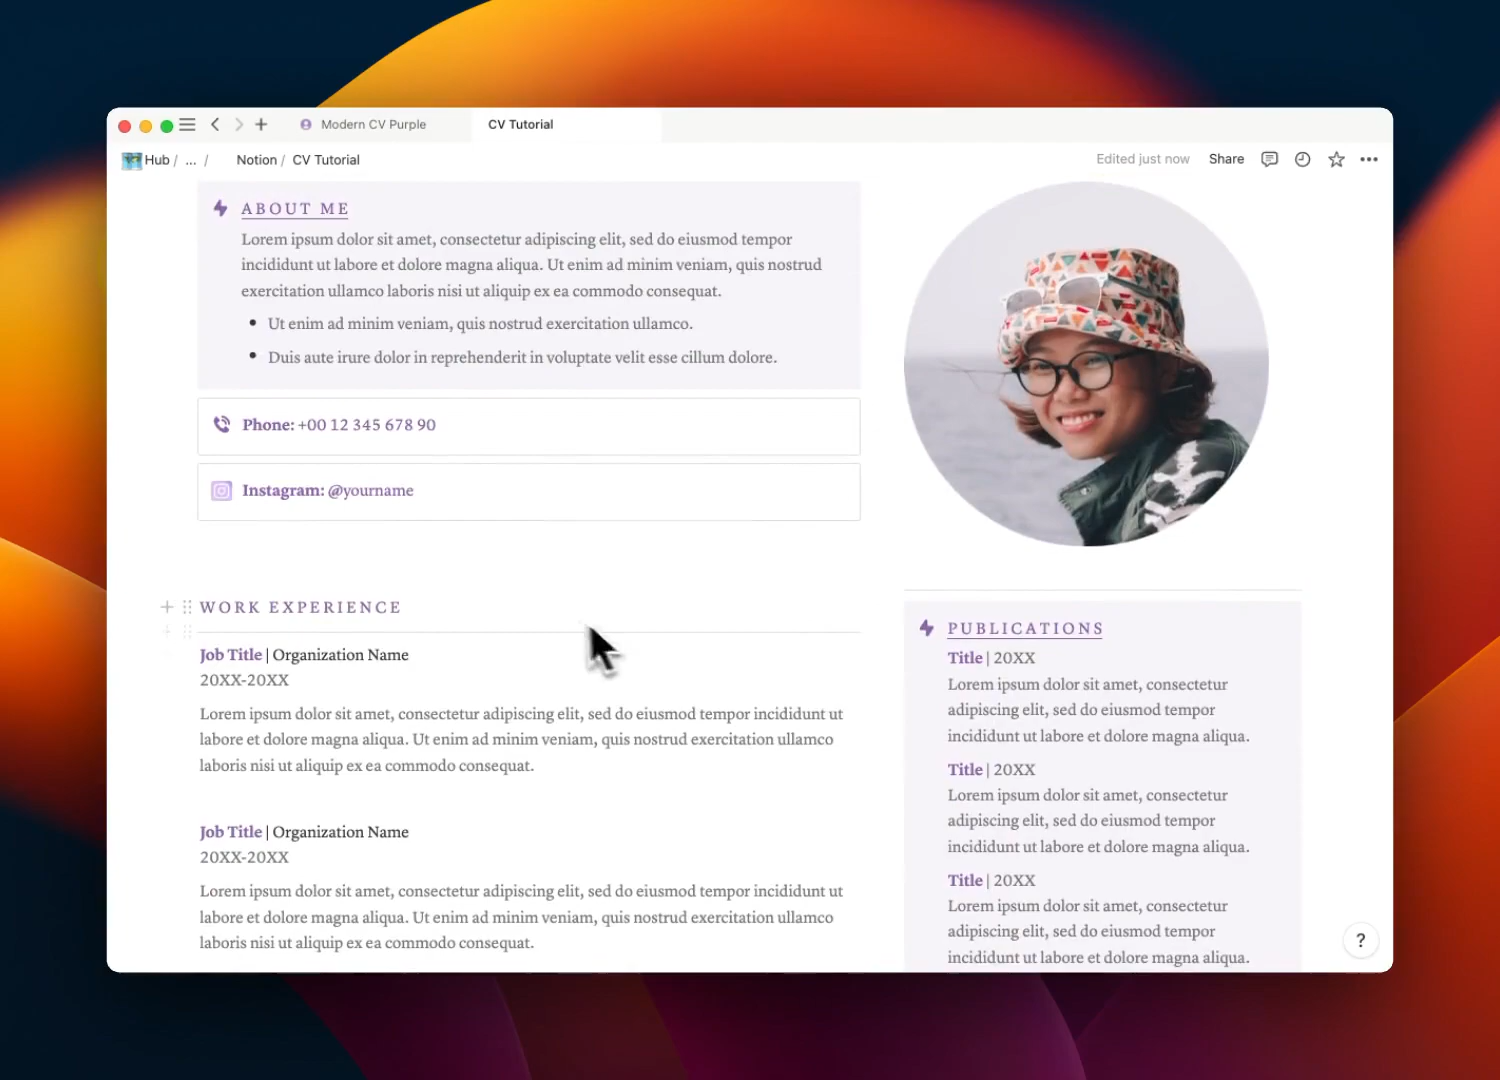 Modern CV Purple
CV Tutorial
Hub / ... / Notion / CV Tutorial
Edited just now
Share
ABOUT ME
Lorem ipsum dolor sit amet, consectetur adipiscing elit, sed do eiusmod tempor
incididunt ut labore et dolore magna aliqua. Ut enim ad minim veniam, quis nostrud
exercitation ullamco laboris nisi ut aliquip ex ea commodo consequat.
• Ut enim ad minim veniam, quis nostrud exercitation ullamco.
• Duis aute irure dolor in reprehenderit in voluptate velit esse cillum dolore.
Phone: +00 12 345 678 90
Instagram: @yourname
WORK EXPERIENCE
Job Title | Organization Name
20XX-20XX
Lorem ipsum dolor sit amet, consectetur adipiscing elit, sed do eiusmod tempor incididunt ut
labore et dolore magna aliqua. Ut enim ad minim veniam, quis nostrud exercitation ullamco
laboris nisi ut aliquip ex ea commodo consequat.
Job Title | Organization Name
20XX-20XX
Lorem ipsum dolor sit amet, consectetur adipiscing elit, sed do eiusmod tempor incididunt ut
labore et dolore magna aliqua. Ut enim ad minim veniam, quis nostrud exercitation ullamco
laboris nisi ut aliquip ex ea commodo consequat.
PUBLICATIONS
Title | 20XX
Lorem ipsum dolor sit amet, consectetur
adipiscing elit, sed do eiusmod tempor
incididunt ut labore et dolore magna aliqua.
Title | 20XX
Lorem ipsum dolor sit amet, consectetur
adipiscing elit, sed do eiusmod tempor
incididunt ut labore et dolore magna aliqua.
Title | 20XX
Lorem ipsum dolor sit amet, consectetur
adipiscing elit, sed do eiusmod tempor
incididunt ut labore et dolore magna aliqua.
?